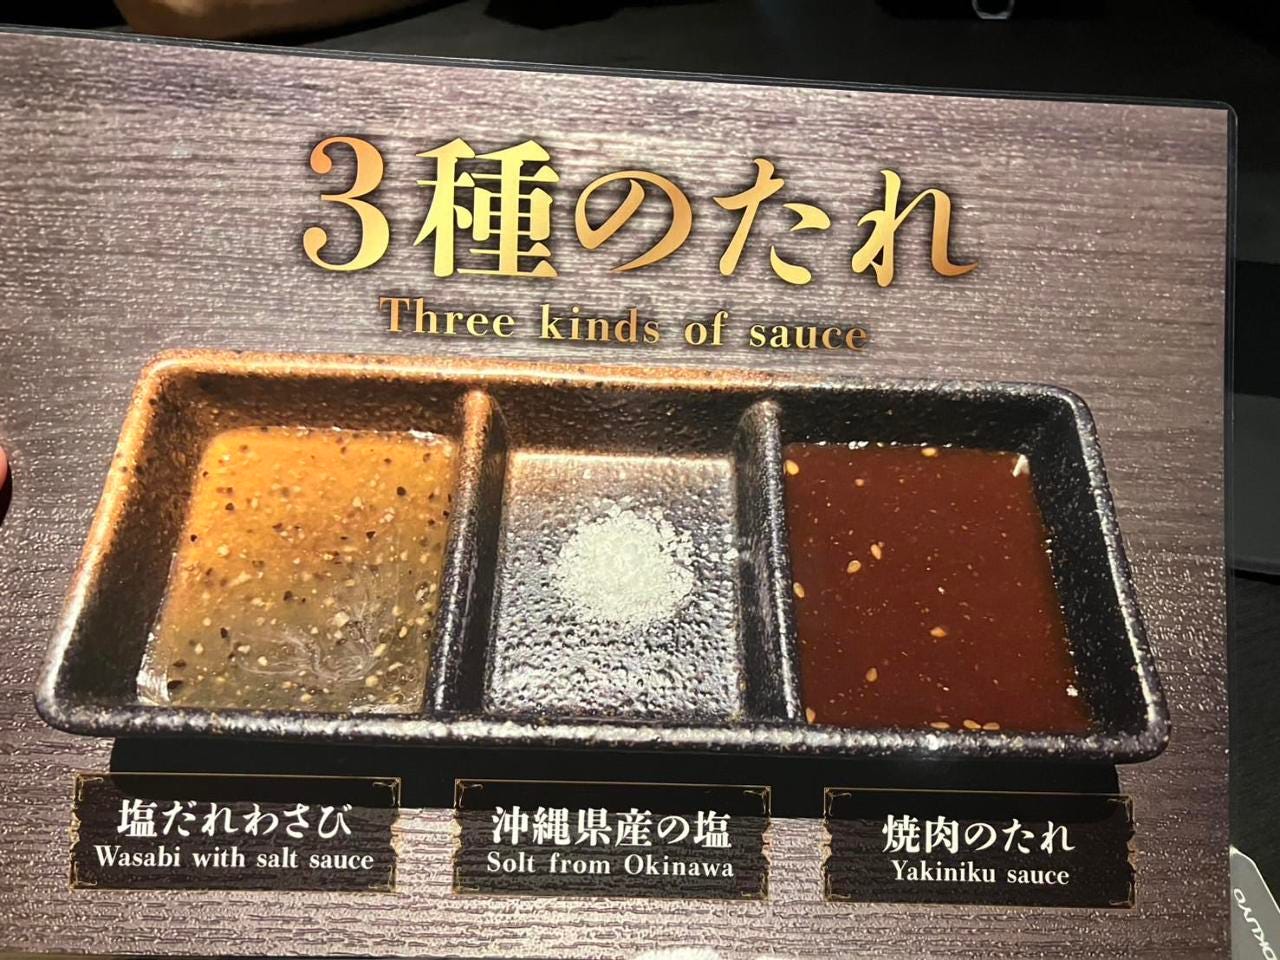 3種のたれ
Three kinds of sauce
塩だれわさび
Wasabi with salt sauce
沖縄県産の塩
Solt from Okinawa
焼肉のたれ
Yakiniku sauce
OKUYO